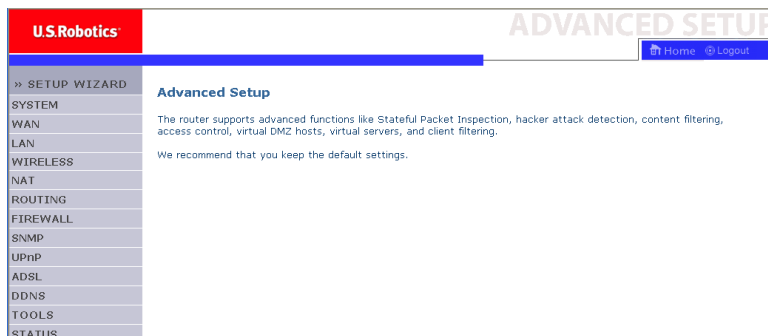 U.S.Robotics
ADVANCED SETUP
Home Logout
» SETUP WIZARD
SYSTEM
WAN
LAN
WIRELESS
NAT
ROUTING
FIREWALL
SNMP
UPnP
ADSL
DDNS
TOOLS
STATUS
Advanced Setup
The router supports advanced functions like Stateful Packet Inspection, hacker attack detection, content filtering,
access control, virtual DMZ hosts, virtual servers, and client filtering.
We recommend that you keep the default settings.